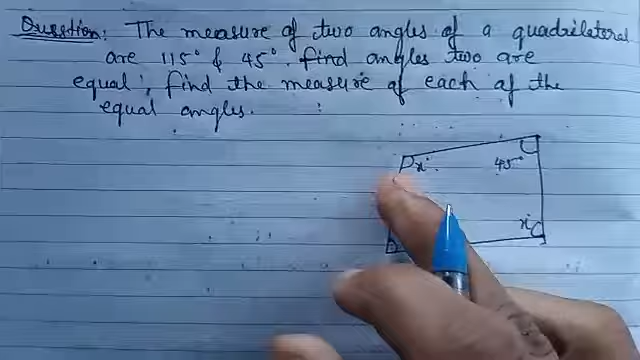 Question: The measure of two angles of a quadrilateral
are 115° & 45°. find angles two are
equal; find the measure of each of the
equal angles.
x°
45°
x°